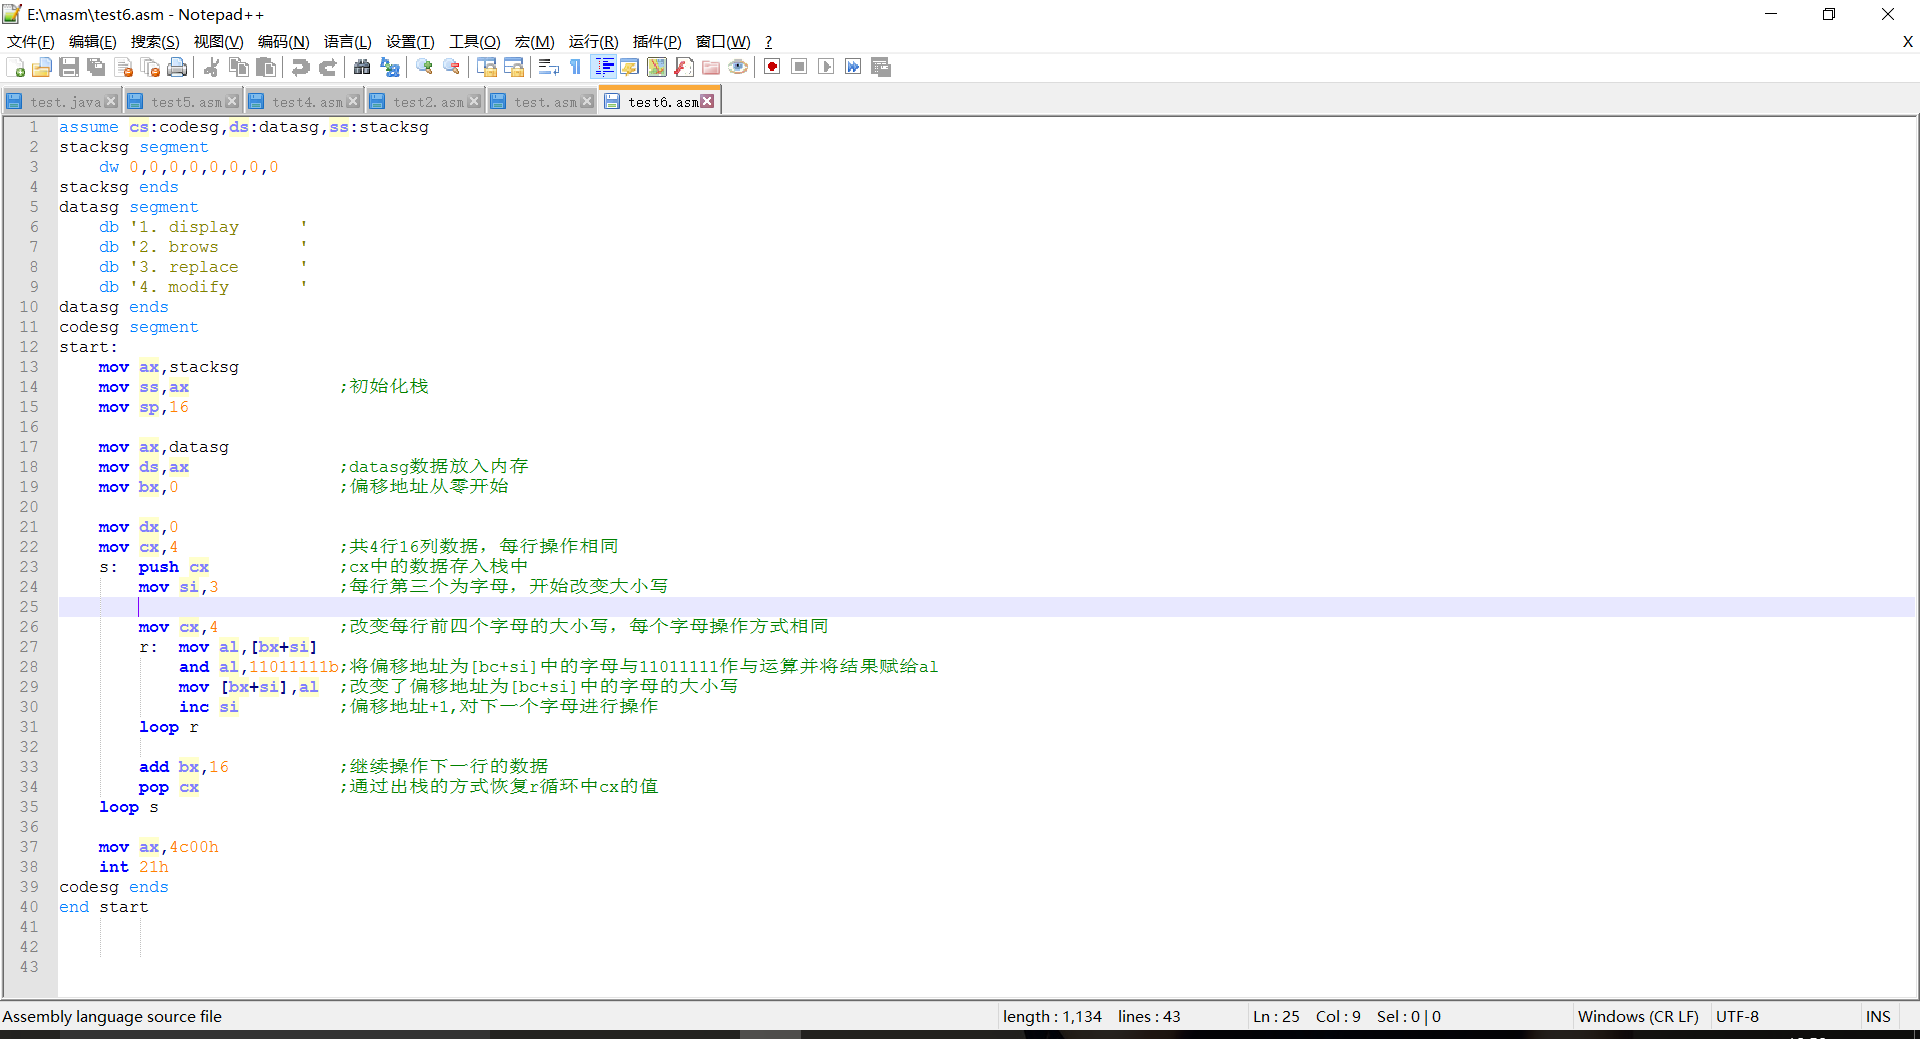 E:\masm\test6.asm - Notepad++
文件(F) 编辑(E) 搜索(S) 视图(V) 编码(N) 语言(L) 设置(T) 工具(O) 宏(M) 运行(R) 插件(P) 窗口(W) ? X
test.java test5.asm test4.asm test2.asm test.asm test6.asm
1 assume cs:codesg,ds:datasg,ss:stacksg
2 stacksg segment
3 dw 0,0,0,0,0,0,0,0
4 stacksg ends
5 datasg segment
6 db '1. display      '
7 db '2. brows        '
8 db '3. replace      '
9 db '4. modify       '
10 datasg ends
11 codesg segment
12 start:
13 mov ax,stacksg
14 mov ss,ax ;初始化栈
15 mov sp,16
16
17 mov ax,datasg
18 mov ds,ax ;datasg数据放入内存
19 mov bx,0 ;偏移地址从零开始
20
21 mov dx,0
22 mov cx,4 ;共4行16列数据，每行操作相同
23 s: push cx ;cx中的数据存入栈中
24 mov si,3 ;每行第三个为字母，开始改变大小写
25
26 mov cx,4 ;改变每行前四个字母的大小写，每个字母操作方式相同
27 r: mov al,[bx+si]
28 and al,11011111b;将偏移地址为[bc+si]中的字母与11011111作与运算并将结果赋给al
29 mov [bx+si],al ;改变了偏移地址为[bc+si]中的字母的大小写
30 inc si ;偏移地址+1,对下一个字母进行操作
31 loop r
32
33 add bx,16 ;继续操作下一行的数据
34 pop cx ;通过出栈的方式恢复r循环中cx的值
35 loop s
36
37 mov ax,4c00h
38 int 21h
39 codesg ends
40 end start
41
42
43
Assembly language source file length : 1,134 lines : 43 Ln : 25 Col : 9 Sel : 0 | 0 Windows (CR LF) UTF-8 INS